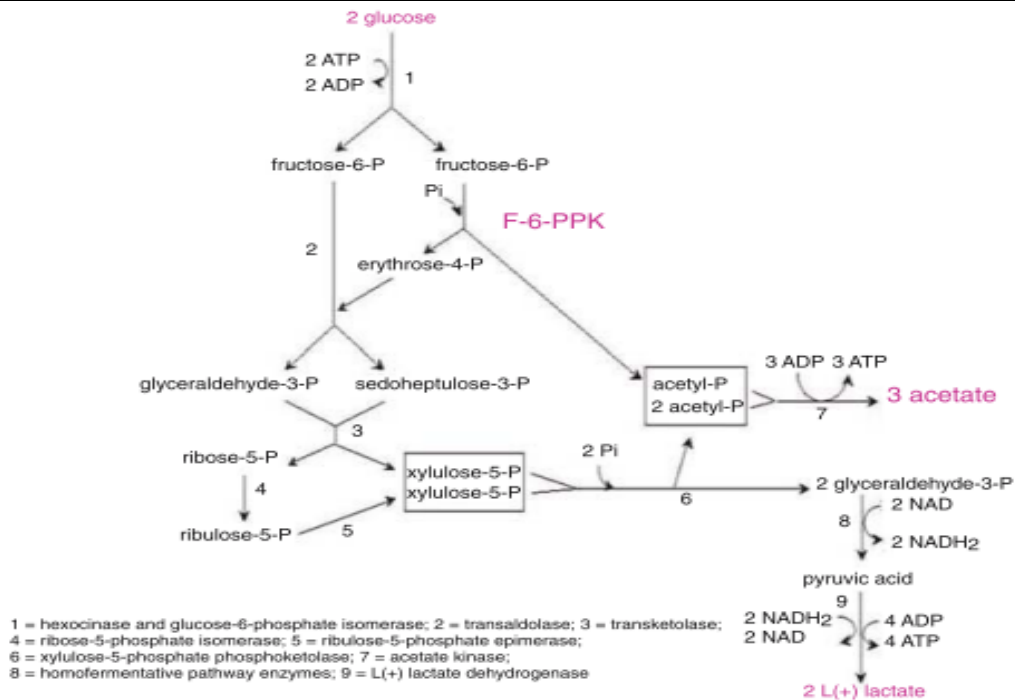 2 glucose
2 ATP
2 ADP
1
fructose-6-P
fructose-6-P
Pi
F-6-PPK
2
erythrose-4-P
glyceraldehyde-3-P
sedoheptulose-3-P
3 ADP 3 ATP
acetyl-P
2 acetyl-P
3 acetate
7
3
ribose-5-P
2 Pi
xylulose-5-P
xylulose-5-P
4
6
2 glyceraldehyde-3-P
2 NAD
8
2 NADH2
ribulose-5-P
5
pyruvic acid
9
2 NADH2
4 ADP
2 NAD
4 ATP
2 L(+) lactate
1 = hexocinase and glucose-6-phosphate isomerase; 2 = transaldolase; 3 = transketolase;
4 = ribose-5-phosphate isomerase; 5 = ribulose-5-phosphate epimerase;
6 = xylulose-5-phosphate phosphoketolase; 7 = acetate kinase;
8 = homofermentative pathway enzymes; 9 = L(+) lactate dehydrogenase